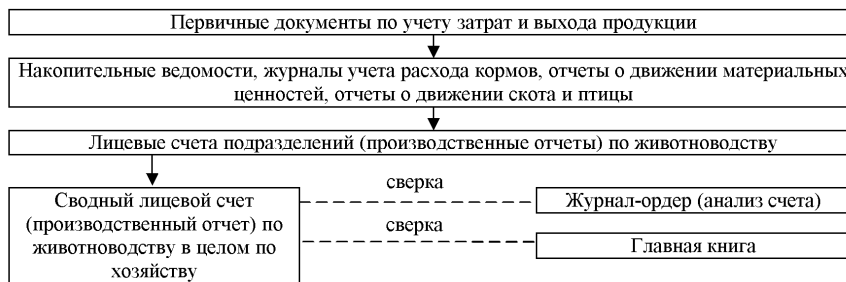 Первичные документы по учету затрат и выхода продукции
Накопительные ведомости, журналы учета расхода кормов, отчеты о движении материальных
ценностей, отчеты о движении скота и птицы
Лицевые счета подразделений (производственные отчеты) по животноводству
Сводный лицевой счет
(производственный отчет) по
животноводству в целом по
хозяйству
сверка
Журнал-ордер (анализ счета)
сверка
Главная книга